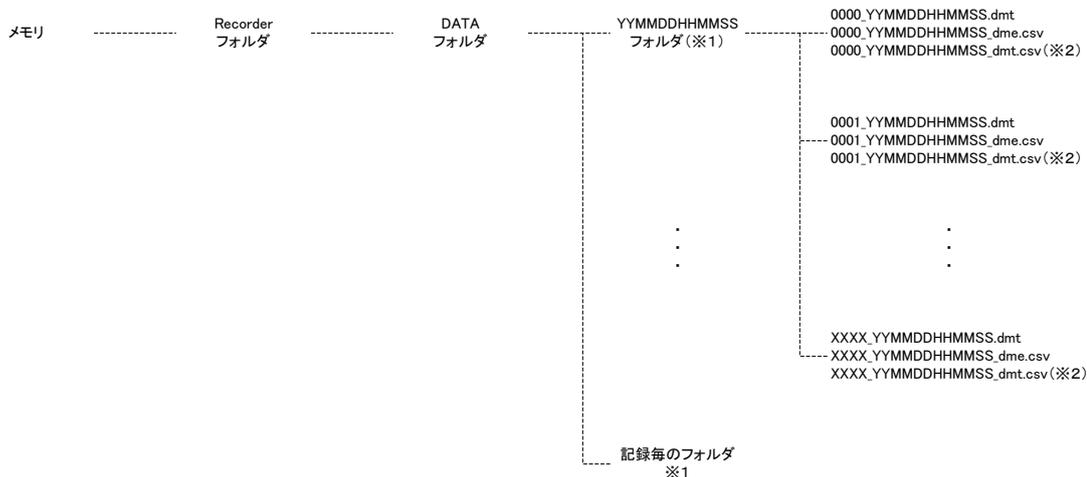 メモリ
Recorder
フォルダ
DATA
フォルダ
YYMMDDHHMMSS
フォルダ(※1)
0000_YYMMDDHHMMSS.dmt
0000_YYMMDDHHMMSS_dme.csv
0000_YYMMDDHHMMSS_dmt.csv(※2)
0001_YYMMDDHHMMSS.dmt
0001_YYMMDDHHMMSS_dme.csv
0001_YYMMDDHHMMSS_dmt.csv(※2)
XXXX_YYMMDDHHMMSS.dmt
XXXX_YYMMDDHHMMSS_dme.csv
XXXX_YYMMDDHHMMSS_dmt.csv(※2)
記録毎のフォルダ
※1